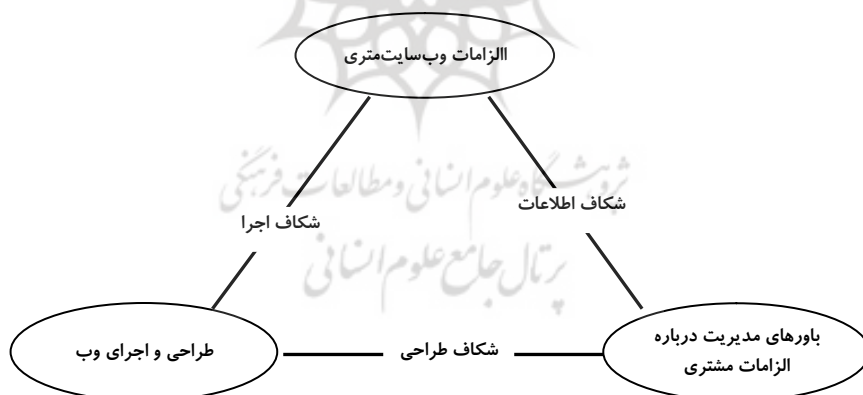 االزامات وب‌سایت‌متری
پژوهشگاه علوم انسانی و مطالعات فرهنگی
شکاف اطلاعات
شکاف اجرا
پرتال جامع علوم انسانی
باورهای مدیریت درباره
الزامات مشتری
شکاف طراحی
طراحی و اجرای وب